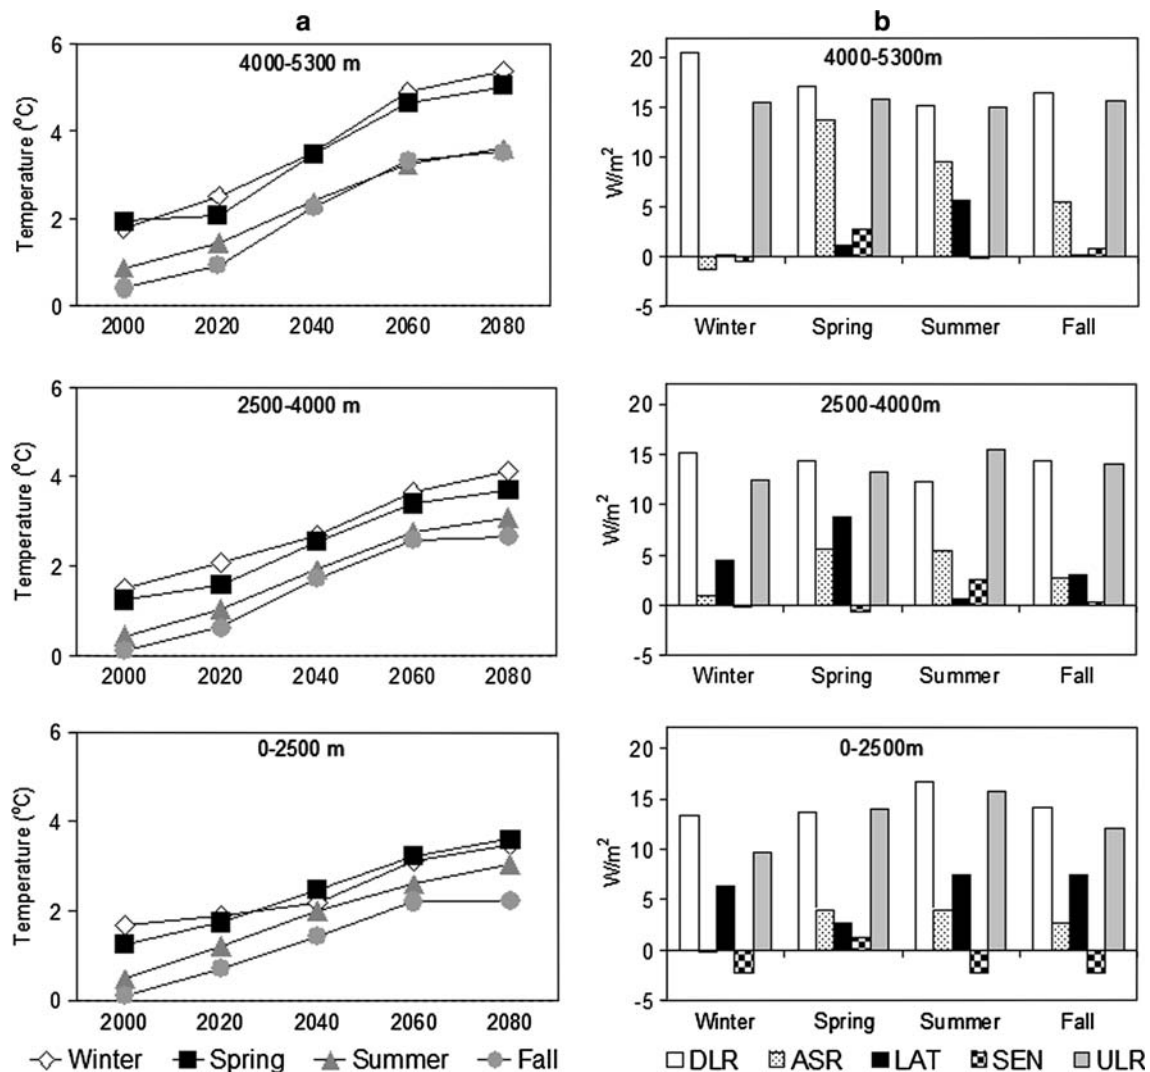 a
4000-5300 m
Temperature (°C)
6
4
2
0
2000 2020 2040 2060 2080
2500-4000 m
Temperature (°C)
6
4
2
0
2000 2020 2040 2060 2080
0-2500 m
Temperature (°C)
6
4
2
0
2000 2020 2040 2060 2080
Winter Spring Summer Fall
b
4000-5300m
W/m²
20
15
10
5
0
-5
Winter Spring Summer Fall
2500-4000m
W/m²
20
15
10
5
0
-5
Winter Spring Summer Fall
0-2500m
W/m²
20
15
10
5
0
-5
Winter Spring Summer Fall
DLR ASR LAT SEN ULR